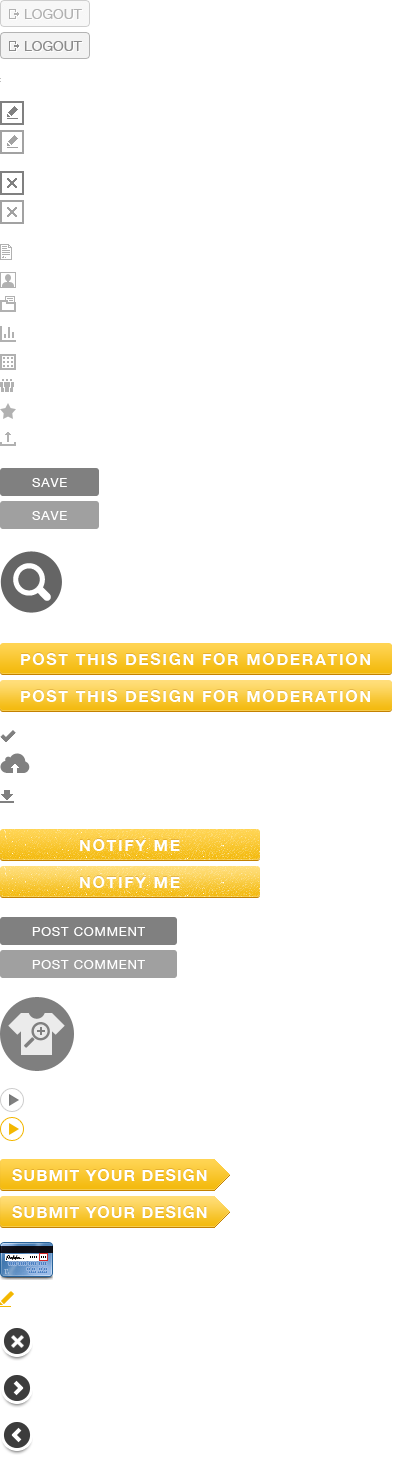 LOGOUT
LOGOUT
SAVE
SAVE
POST THIS DESIGN FOR MODERATION
POST THIS DESIGN FOR MODERATION
NOTIFY ME
NOTIFY ME
POST COMMENT
POST COMMENT
SUBMIT YOUR DESIGN
SUBMIT YOUR DESIGN